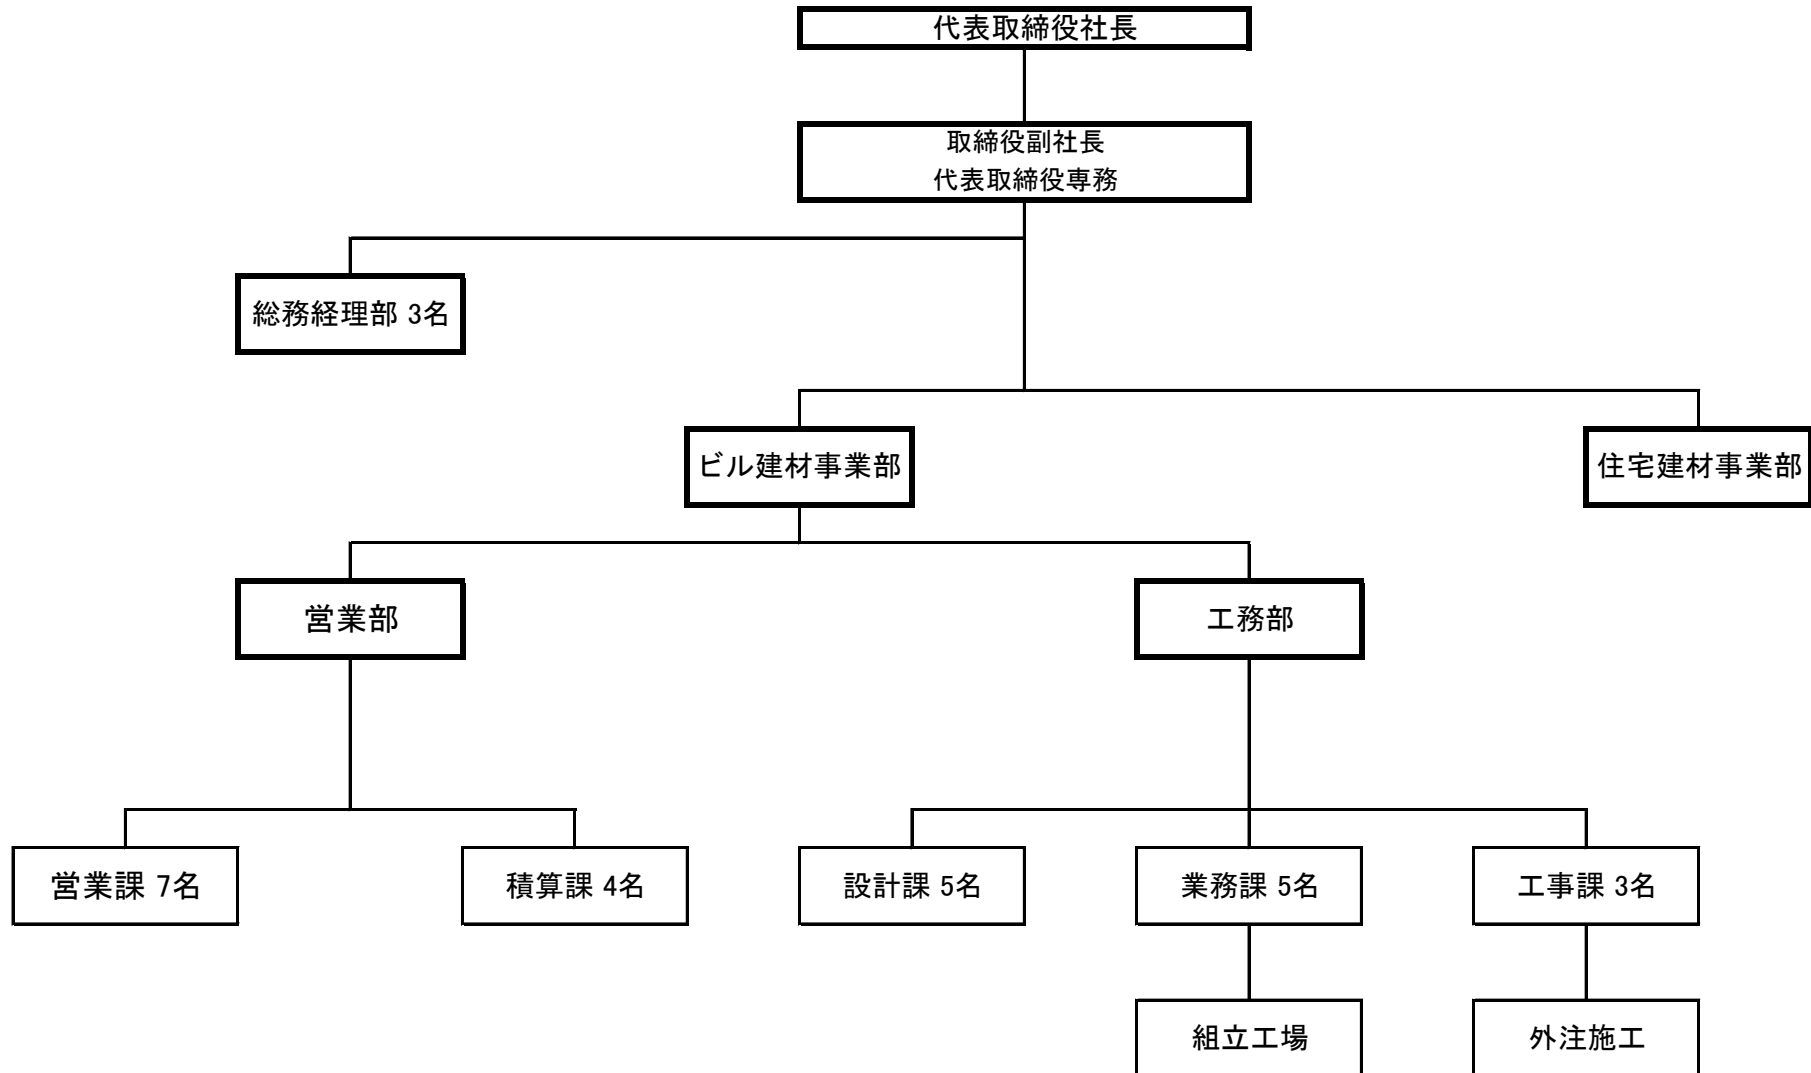 代表取締役社長
取締役副社長
代表取締役専務
総務経理部 3名
ビル建材事業部
住宅建材事業部
営業部
工務部
営業課 7名
積算課 4名
設計課 5名
業務課 5名
工事課 3名
組立工場
外注施工